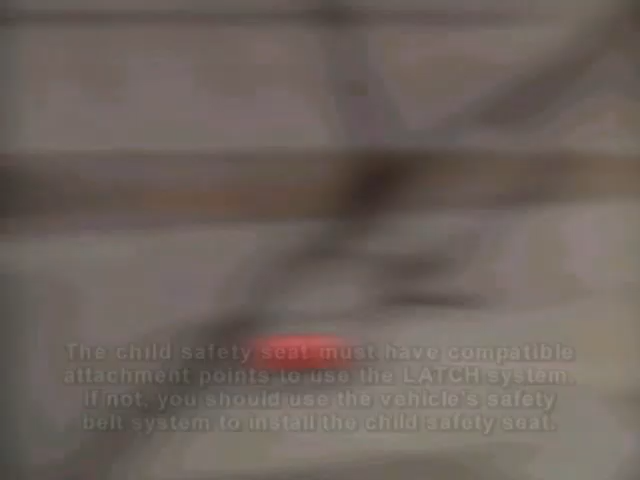 The child safety seat must have compatible
attachment points to use the LATCH system.
If not, you should use the vehicle's safety
belt system to install the child safety seat.